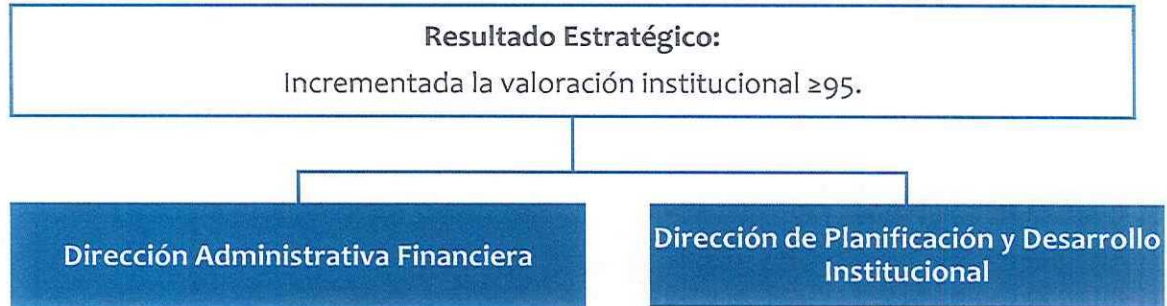 Resultado Estratégico:
Incrementada la valoración institucional ≥95.
Dirección Administrativa Financiera
Dirección de Planificación y Desarrollo
Institucional